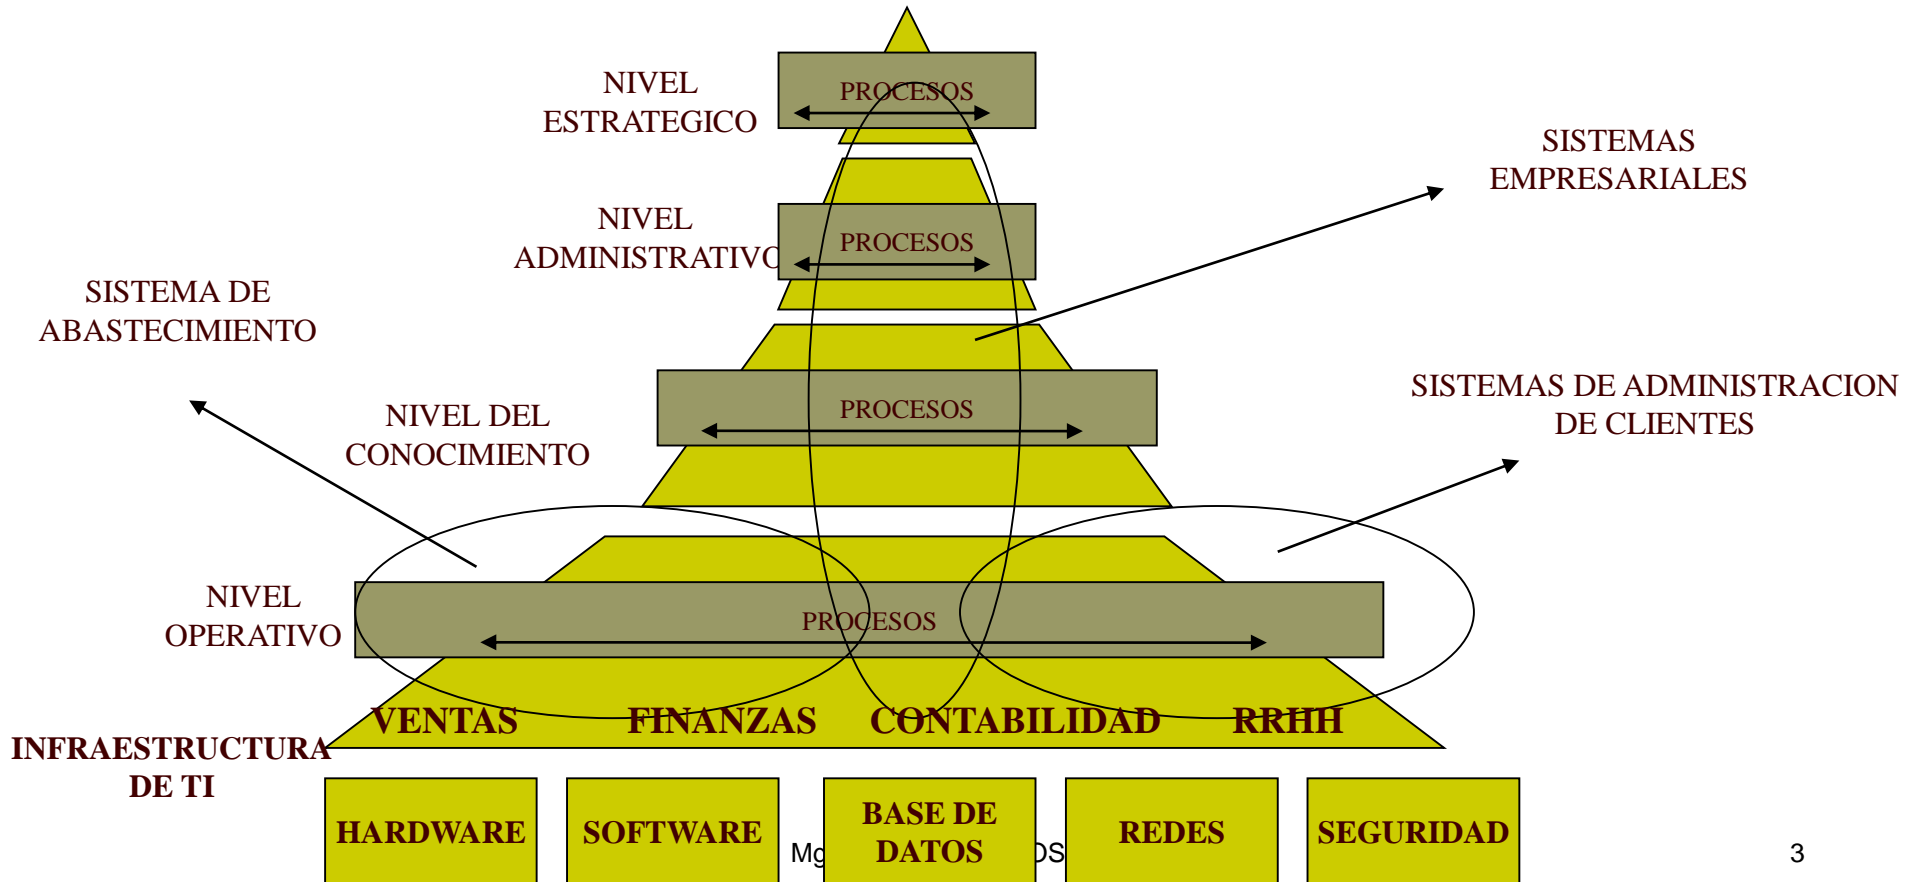 NIVEL
ESTRATEGICO
PROCESOS
SISTEMAS
EMPRESARIALES
NIVEL
ADMINISTRATIVO
PROCESOS
SISTEMA DE
ABASTECIMIENTO
NIVEL DEL
CONOCIMIENTO
PROCESOS
SISTEMAS DE ADMINISTRACION
DE CLIENTES
NIVEL
OPERATIVO
PROCESOS
VENTAS FINANZAS CONTABILIDAD RRHH
INFRAESTRUCTURA
DE TI
HARDWARE
SOFTWARE
BASE DE
DATOS
REDES
SEGURIDAD
3